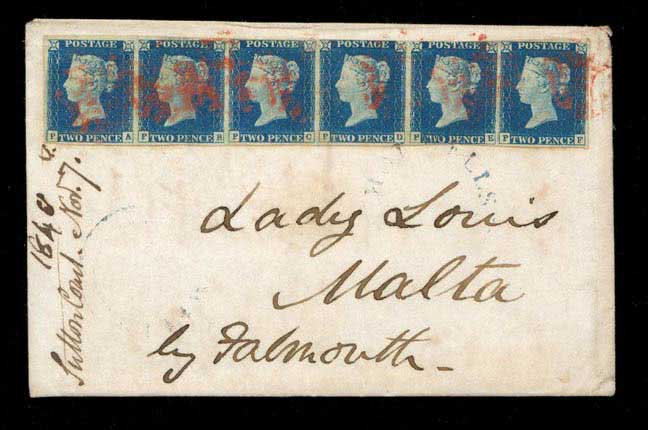 POSTAGE POSTAGE POSTAGE POSTAGE POSTAGE POSTAGE
P TWO PENCE A P TWO PENCE B P TWO PENCE C P TWO PENCE D P TWO PENCE E P TWO PENCE F
1840
Sutton Court. Nov. 7.
Lady Louis
Malta
by Falmouth -